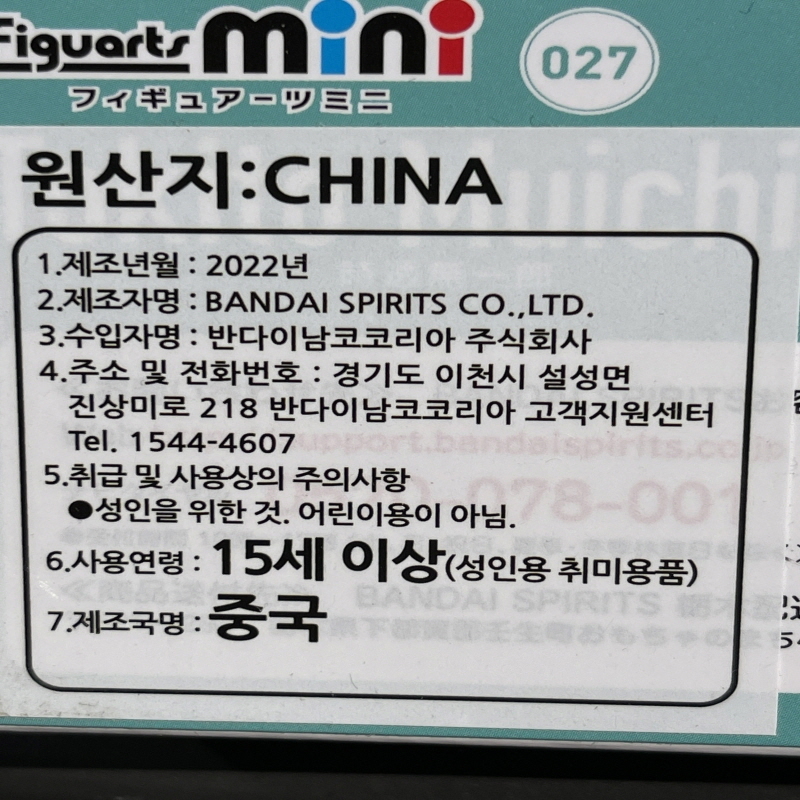 Figuarts mini
027
フィギュアーツミニ
원산지:CHINA
1.제조년월 : 2022년
2.제조자명 : BANDAI SPIRITS CO.,LTD.
3.수입자명 : 반다이남코코리아 주식회사
4.주소 및 전화번호 : 경기도 이천시 설성면
진상미로 218 반다이남코코리아 고객지원센터
Tel. 1544-4607
5.취급 및 사용상의 주의사항
●성인을 위한 것. 어린이용이 아님.
6.사용연령 : 15세 이상(성인용 취미용품)
7.제조국명 : 중국